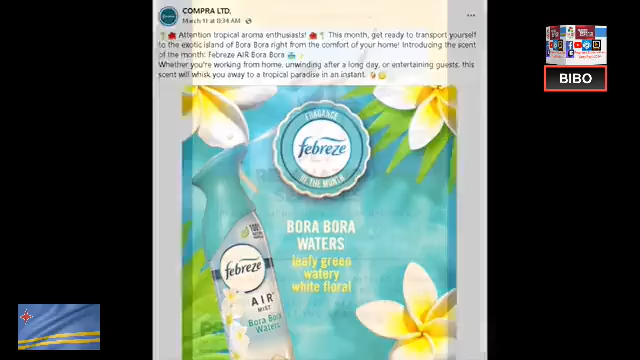 COMPRA LTD.
March 11 at 8:34 AM
Attention tropical aroma enthusiasts! This month, get ready to transport yourself
to the exotic island of Bora Bora right from the comfort of your home! Introducing the scent
of the month: Febreze AIR Bora Bora
Whether you're working from home, unwinding after a long day, or entertaining guests, this
scent will whisk you away to a tropical paradise in an instant.
FRAGRANCE
febreze
OF THE MONTH
BORA BORA
WATERS
leafy green
watery
white floral
100%
febreze
AIR
MIST
Bora Bora
Waters
BIBO